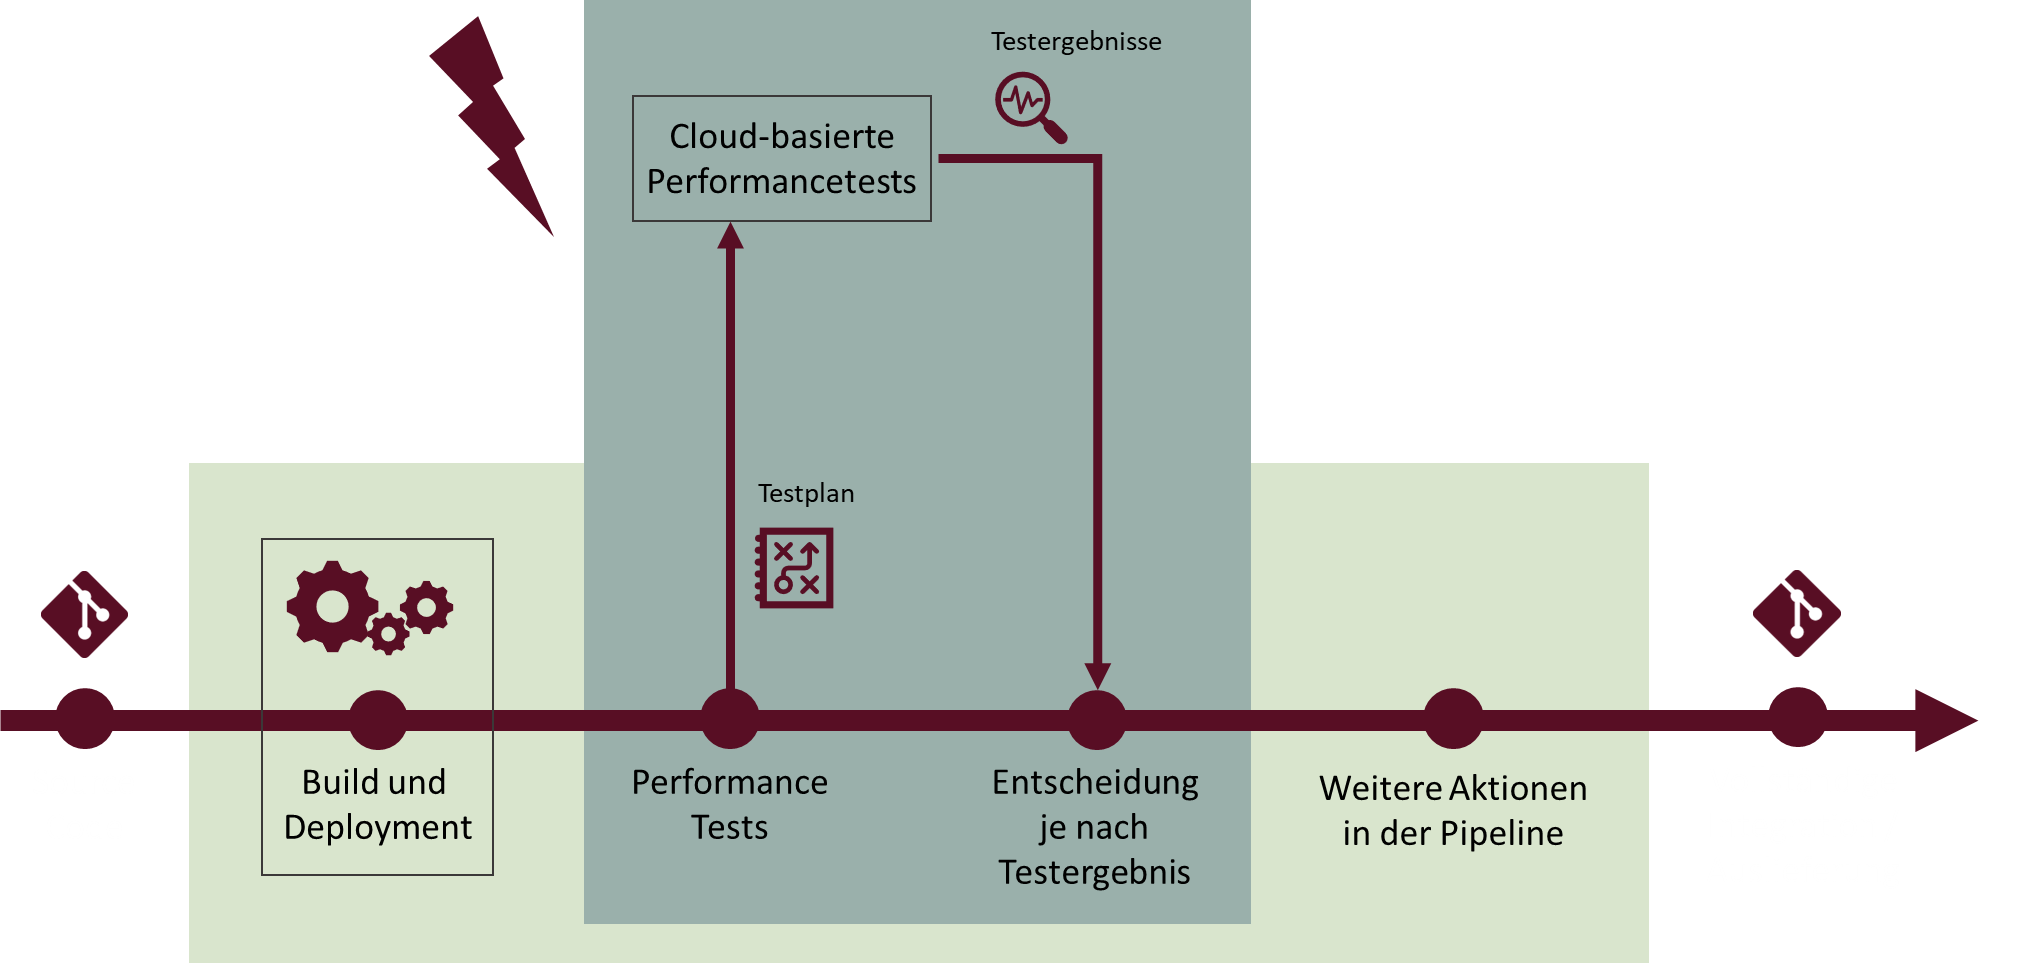 Testergebnisse
Cloud-basierte
Performancetests
Testplan
Build und
Deployment
Performance
Tests
Entscheidung
je nach
Testergebnis
Weitere Aktionen
in der Pipeline